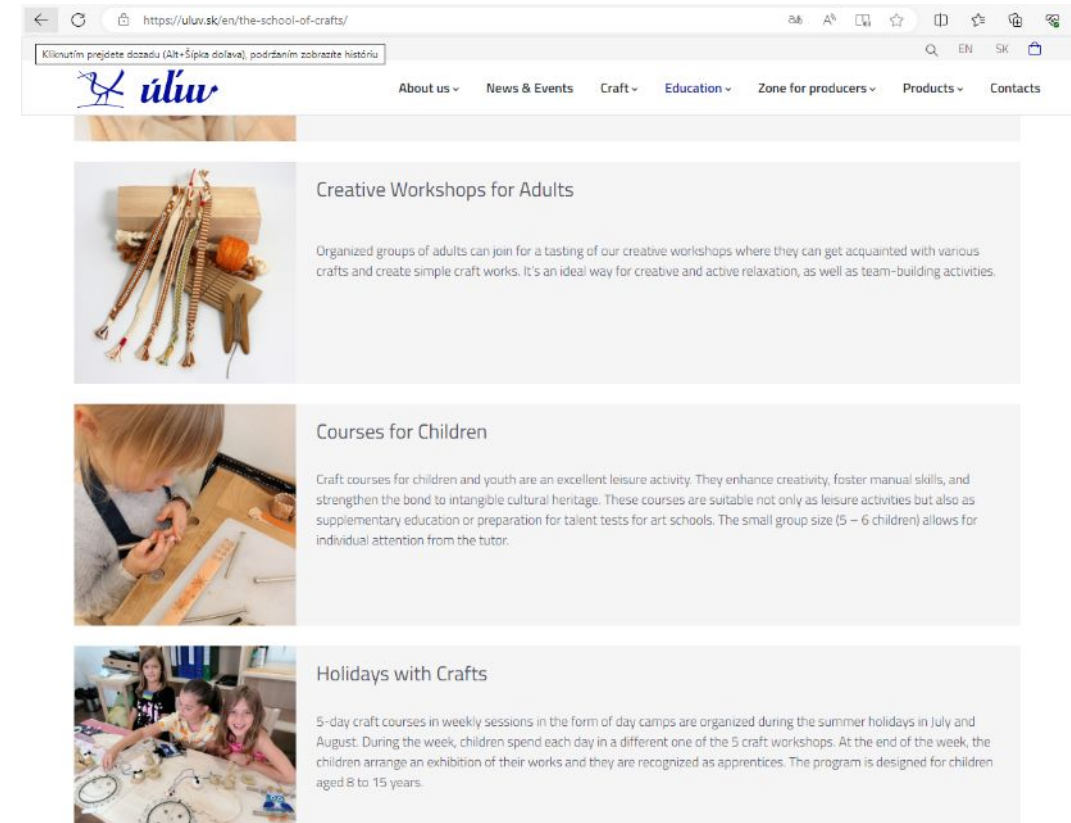 https://uluv.sk/en/the-school-of-crafts/
Kliknutím prejdete dozadu (Alt+Šípka doľava), podržaním zobrazíte históriu
EN SK
úľuv
About us News & Events Craft Education Zone for producers Products Contacts
Creative Workshops for Adults
Organized groups of adults can join for a tasting of our creative workshops where they can get acquainted with various
crafts and create simple craft works. It's an ideal way for creative and active relaxation, as well as team-building activities.
Courses for Children
Craft courses for children and youth are an excellent leisure activity. They enhance creativity, foster manual skills, and
strengthen the bond to intangible cultural heritage. These courses are suitable not only as leisure activities but also as
supplementary education or preparation for talent tests for art schools. The small group size (5 – 6 children) allows for
individual attention from the tutor.
Holidays with Crafts
5-day craft courses in weekly sessions in the form of day camps are organized during the summer holidays in July and
August. During the week, children spend each day in a different one of the 5 craft workshops. At the end of the week, the
children arrange an exhibition of their works and they are recognized as apprentices. The program is designed for children
aged 8 to 15 years.